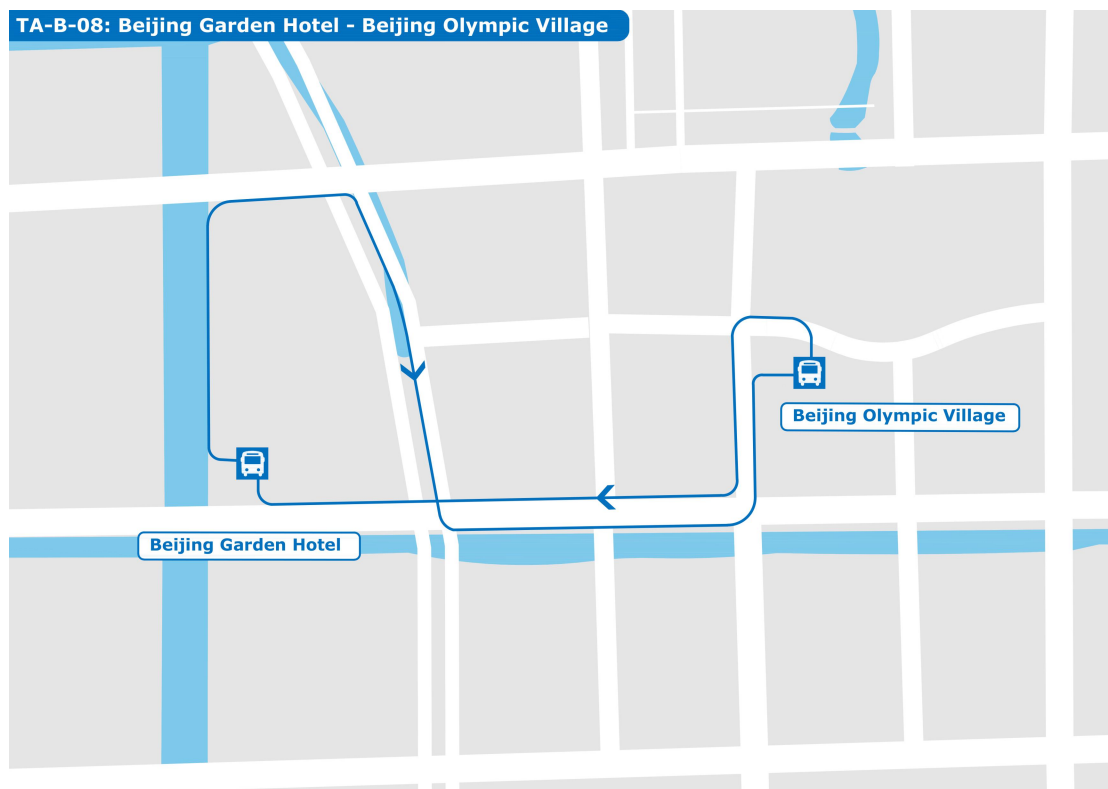 TA-B-08: Beijing Garden Hotel - Beijing Olympic Village
Beijing Olympic Village
Beijing Garden Hotel